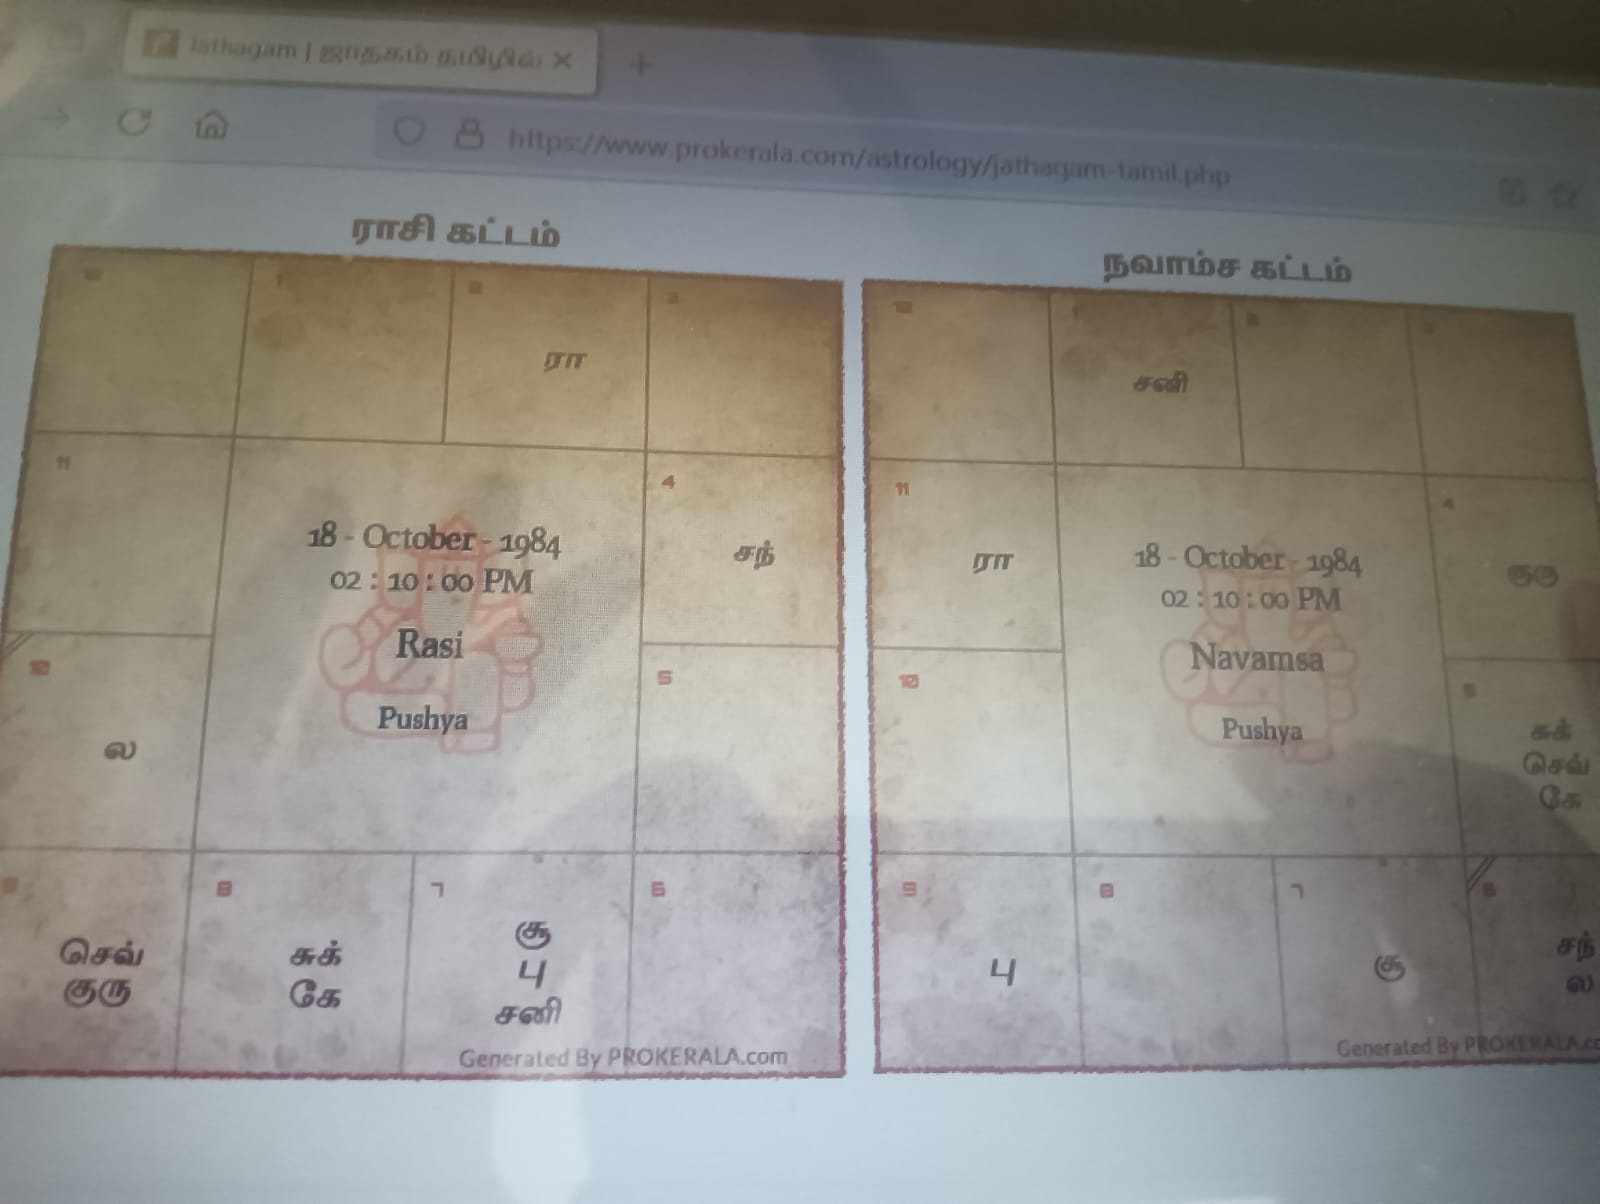 Jathagam | ஜாதகம் தமிழில்
https://www.prokerala.com/astrology/jathagam-tamil.php
ராசி கட்டம்
12
1
2
3
ரா
11
4
சந்
18 - October - 1984
02 : 10 : 00 PM
Rasi
Pushya
10
ல
5
9
செவ்
குரு
8
சுக்
கே
7
சூ
பு
சனி
6
Generated By PROKERALA.com
நவாம்ச கட்டம்
12
1
2
3
சனி
11
ரா
4
குரு
18 - October - 1984
02 : 10 : 00 PM
Navamsa
Pushya
10
5
சுக்
செவ்
கே
9
பு
8
7
சூ
6
சந்
ல
Generated By PROKERALA.co